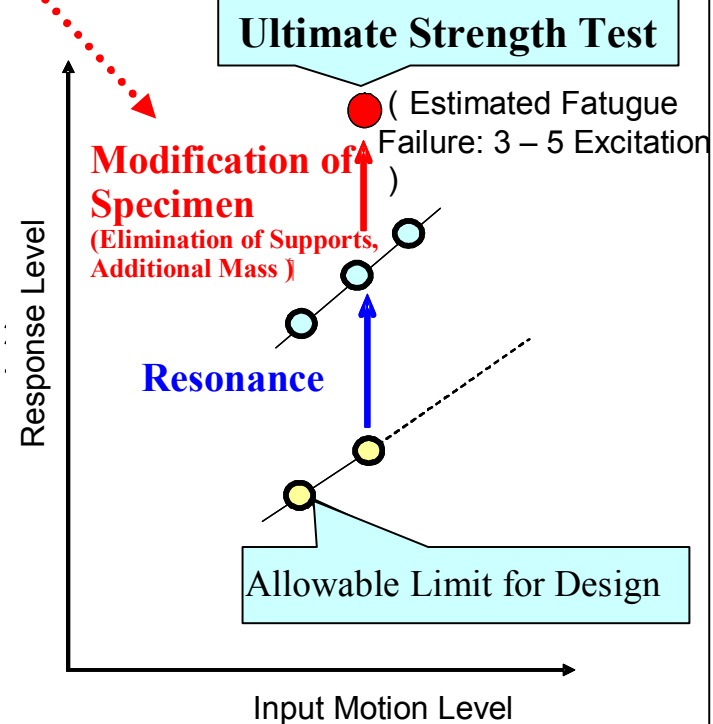 Ultimate Strength Test
( Estimated Fatugue
Failure: 3 – 5 Excitation
)
Modification of
Specimen
(Elimination of Supports,
Additional Mass )
Response Level
Resonance
Allowable Limit for Design
Input Motion Level